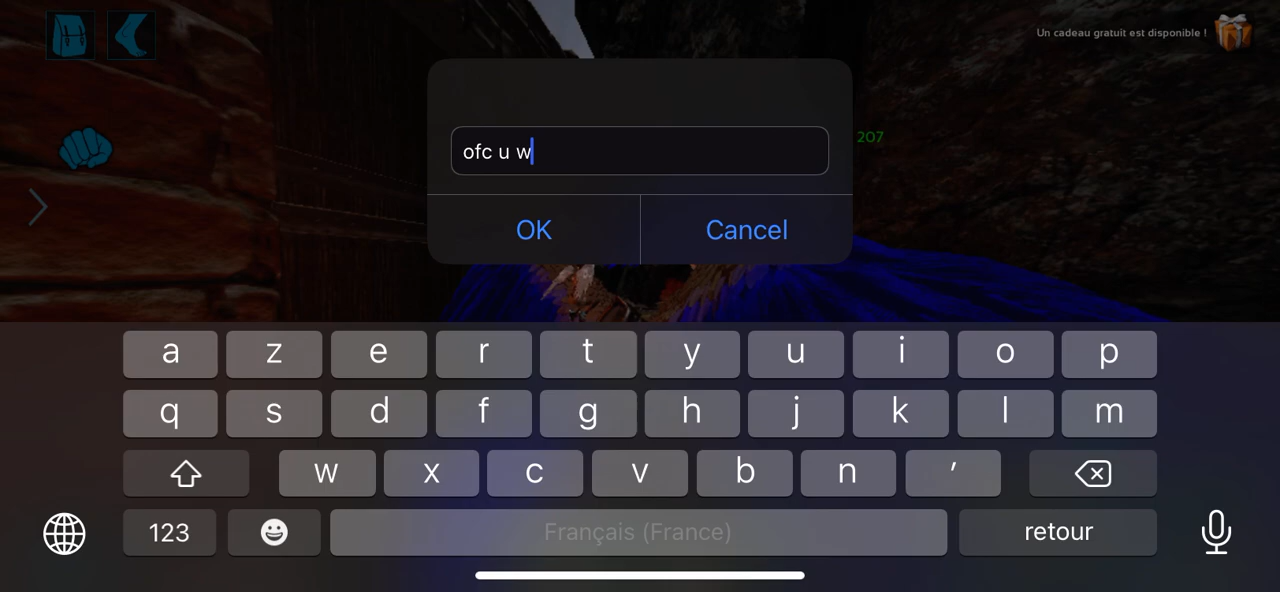 Un cadeau gratuit est disponible !
207
ofc u w
OK Cancel
a z e r t y u i o p
q s d f g h j k l m
w x c v b n ′
123 Français (France) retour